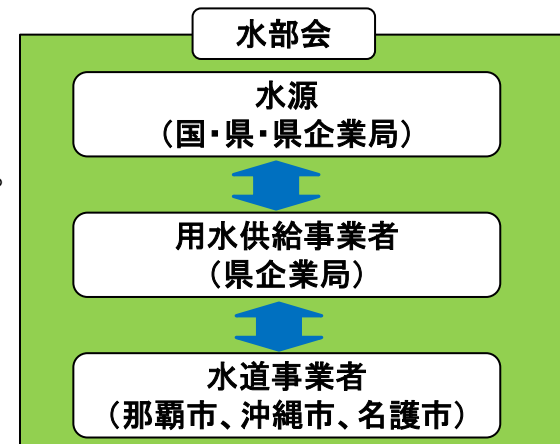 水部会
水源
（国・県・県企業局）
用水供給事業者
（県企業局）
水道事業者
（那覇市、沖縄市、名護市）